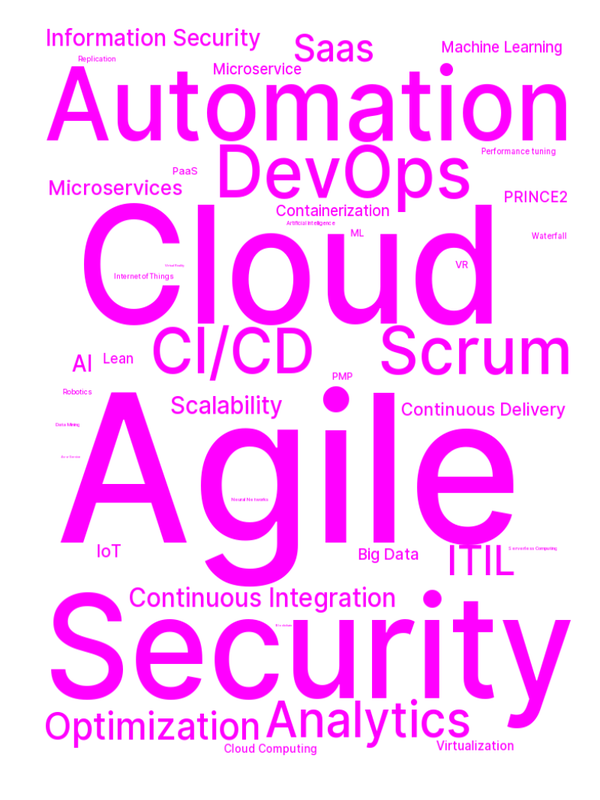 Information Security
Saas
Machine Learning
Replication
Microservice
Automation
DevOps
Performance tuning
PaaS
Microservices
PRINCE2
Containerization
Artificial Intelligence
Cloud
ML
Waterfall
VR
Internet of Things
CI/CD
Scrum
AI
Lean
PMP
Robotics
Scalability
Continuous Delivery
Agile
Data Mining
Neural Networks
IoT
Big Data
ITIL
Continuous Integration
Security
Optimization
Analytics
Cloud Computing
Virtualization